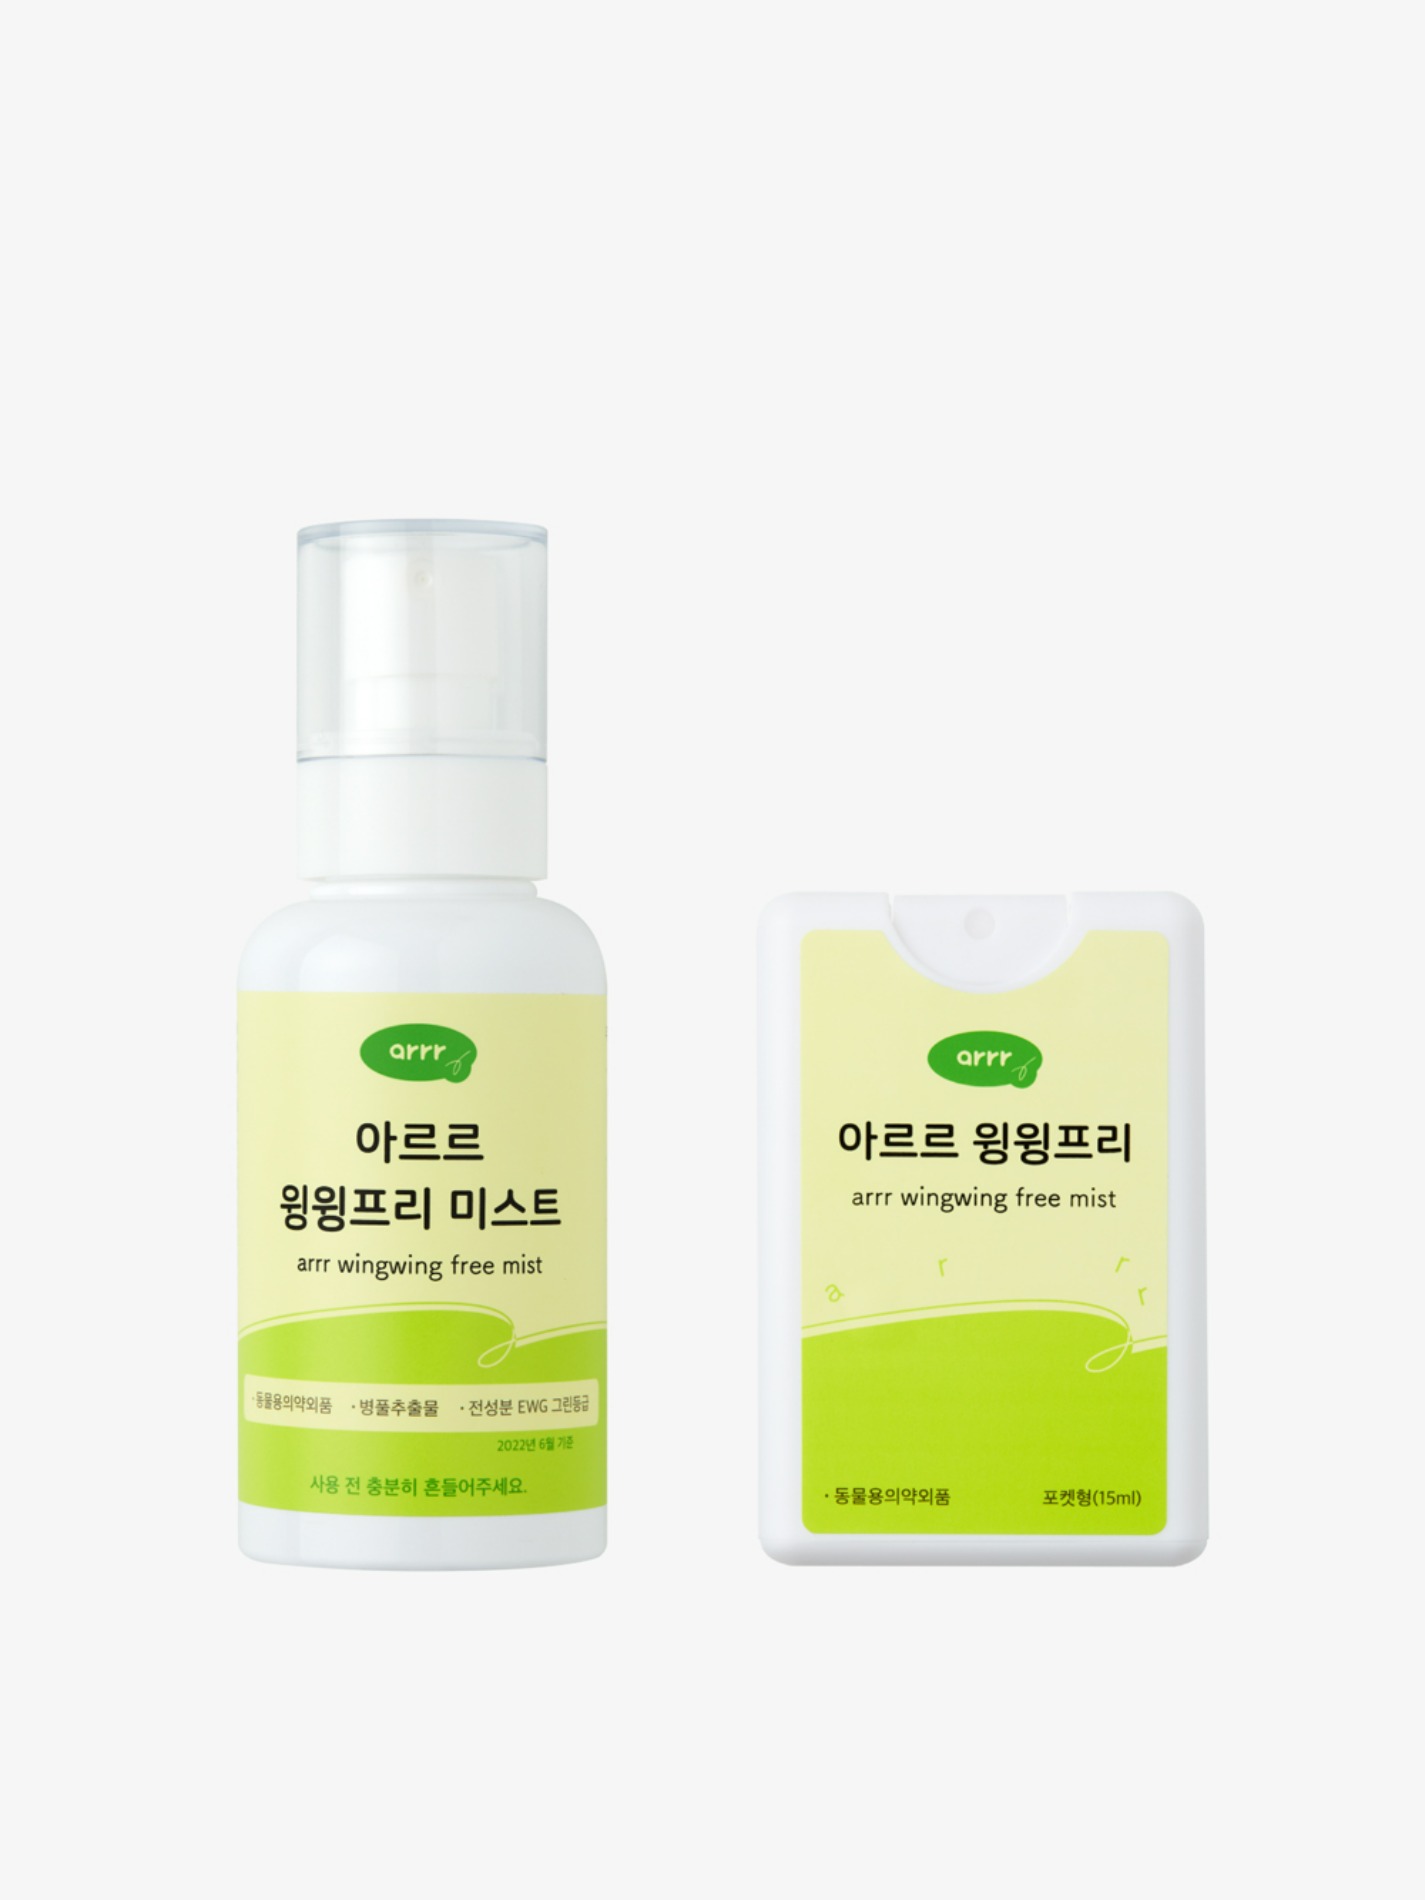 arrr
아르르
윙윙프리 미스트
arrr wingwing free mist
·동물용의약외품 ·병풀추출물 ·전성분 EWG 그린등급
2022년 6월 기준
사용 전 충분히 흔들어주세요.
arrr
아르르 윙윙프리
arrr wingwing free mist
a r r r
·동물용의약외품 포켓형(15ml)